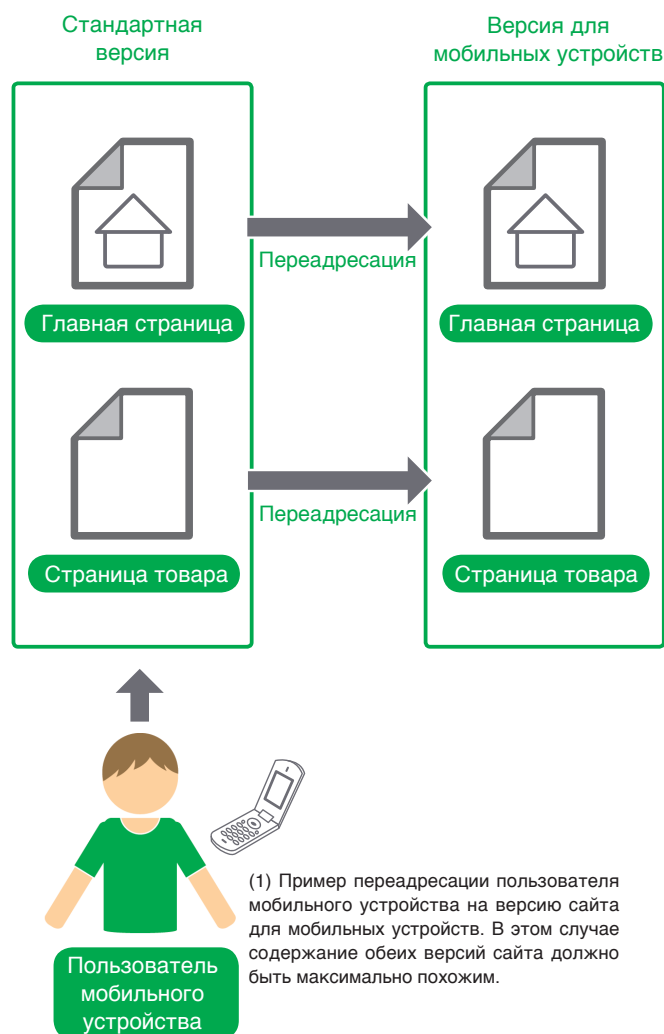 Стандартная
версия
Версия для
мобильных устройств
Переадресация
Главная страница
Главная страница
Переадресация
Страница товара
Страница товара
(1) Пример переадресации пользователя
мобильного устройства на версию сайта
для мобильных устройств. В этом случае
содержание обеих версий сайта должно
быть максимально похожим.
Пользователь
мобильного
устройства